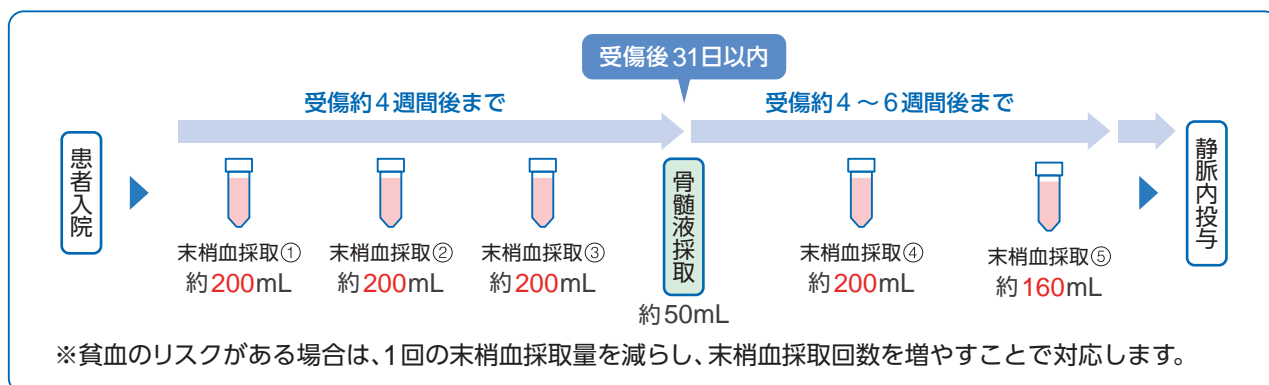 受傷後31日以内
受傷約4週間後まで
受傷約4～6週間後まで
患者入院
末梢血採取①
約200mL
末梢血採取②
約200mL
末梢血採取③
約200mL
骨髄液採取
約50mL
末梢血採取④
約200mL
末梢血採取⑤
約160mL
静脈内投与
※貧血のリスクがある場合は、1回の末梢血採取量を減らし、末梢血採取回数を増やすことで対応します。